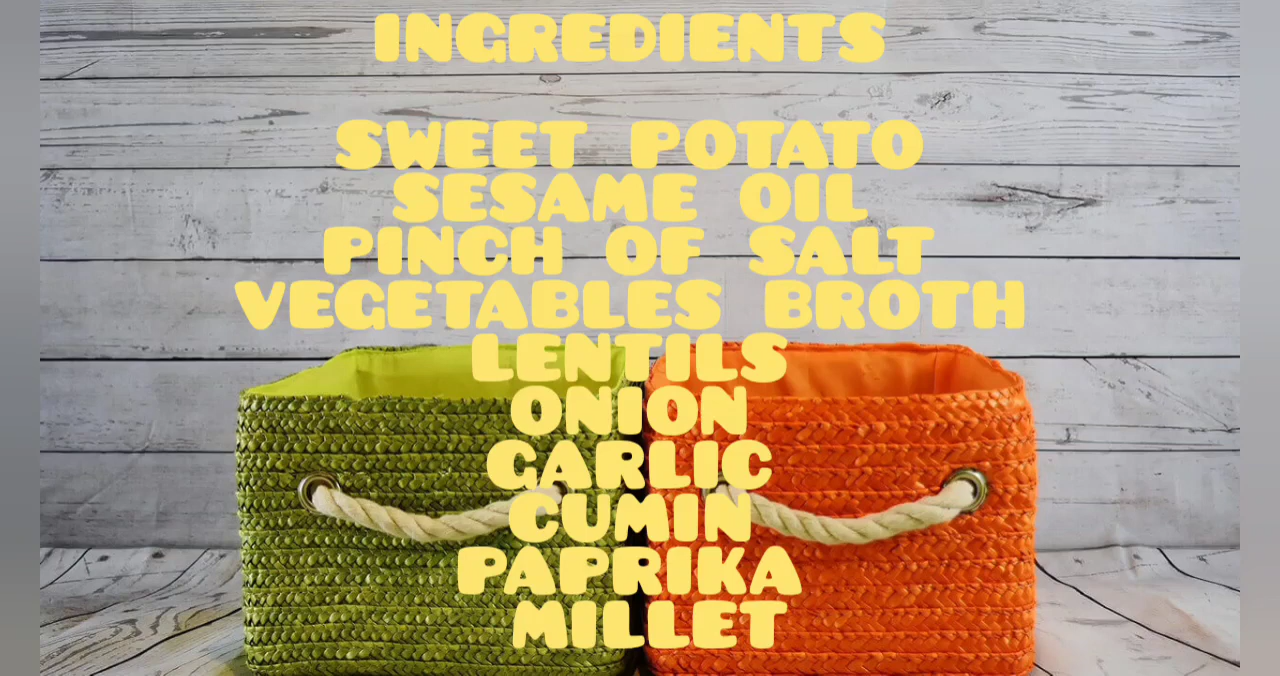 INGREDIENTS
SWEET POTATO
SESAME OIL
PINCH OF SALT
VEGETABLES BROTH
LENTILS
ONION
GARLIC
CUMIN
PAPRIKA
MILLET